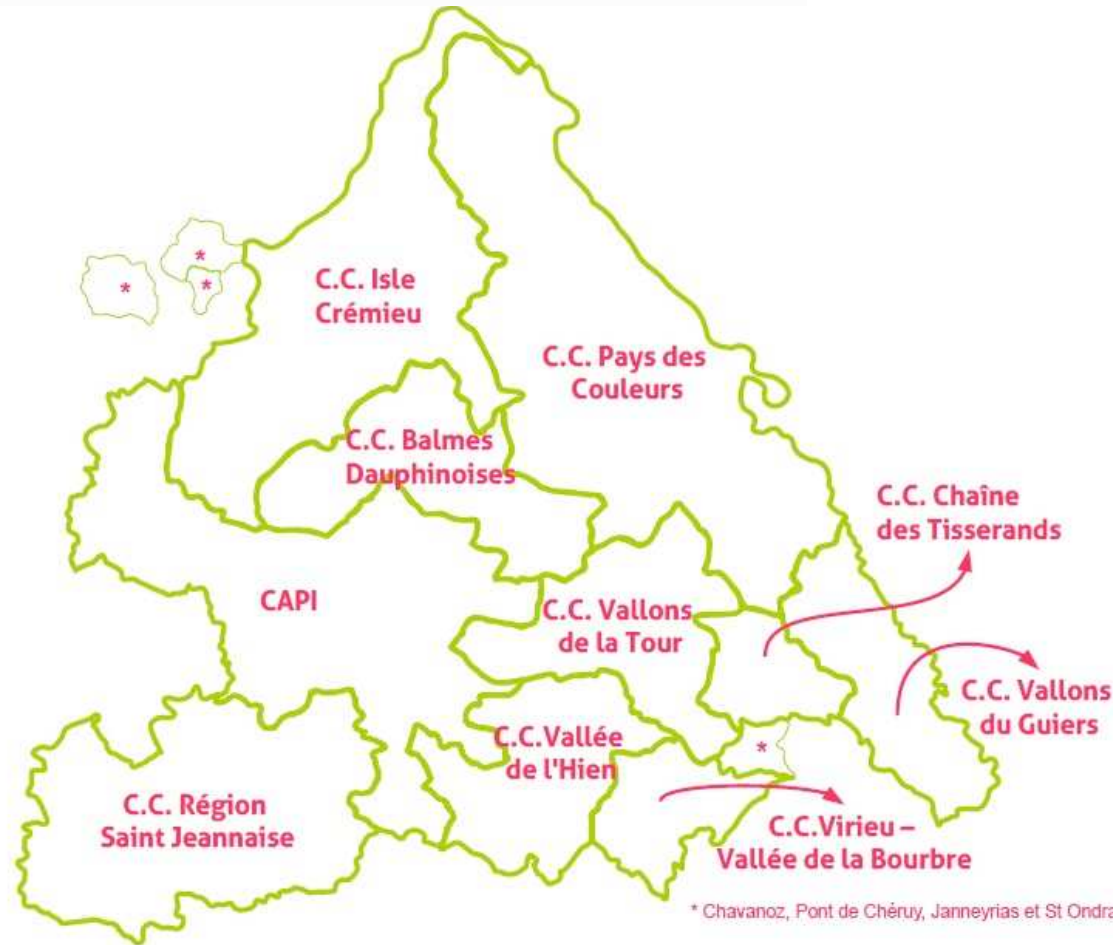 *
*
*
C.C. Isle
Crémieu
C.C. Pays des
Couleurs
C.C. Balmes
Dauphinoises
C.C. Chaîne
des Tisserands
CAPI
C.C. Vallons
de la Tour
C.C. Vallons
du Guiers
C.C.Vallée
de l'Hien
*
C.C. Région
Saint Jeannaise
C.C.Virieu –
Vallée de la Bourbre
* Chavanoz, Pont de Chéruy, Janneyrias et St Ondra